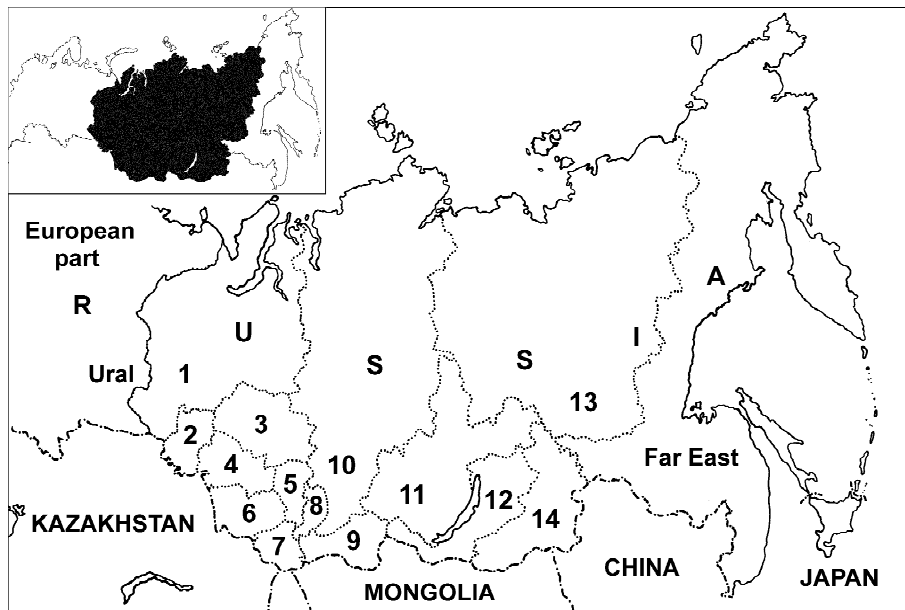 European
part
R
U
S
S
I
A
Ural
1
2
3
4
5
6
7
8
9
10
11
12
13
14
Far East
KAZAKHSTAN
MONGOLIA
CHINA
JAPAN